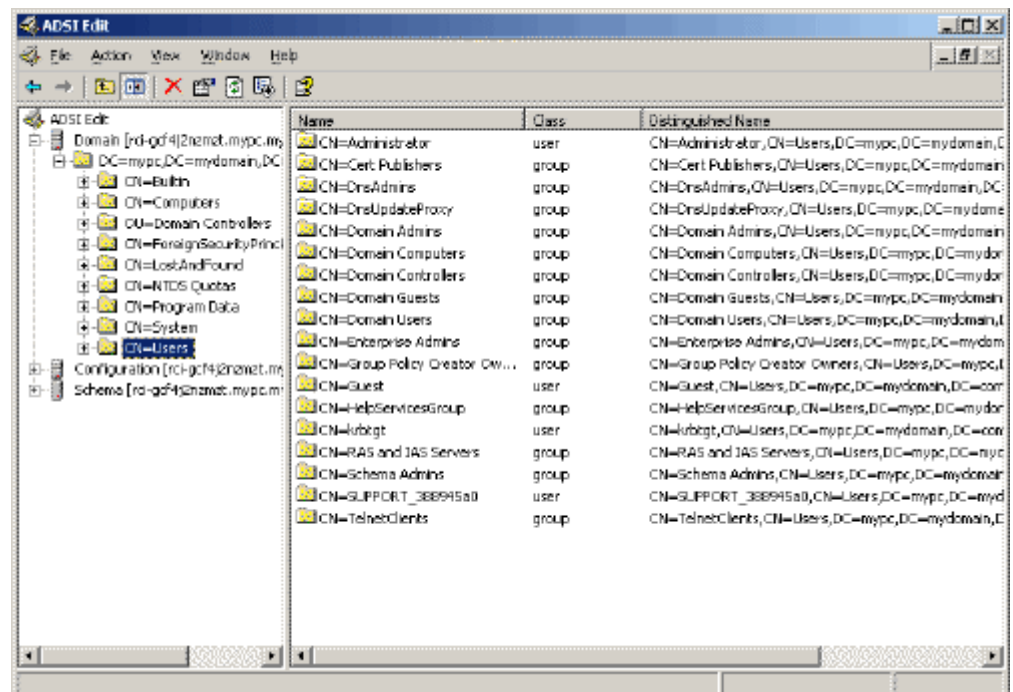 ADSI Edit
File Action View Window Help
ADSI Edit
Domain [rci-gcf4j2nzmzt.mypc.my
DC=mypc,DC=mydomain,DC
CN=Builtin
CN=Computers
OU=Domain Controllers
CN=ForeignSecurityPrinci
CN=LostAndFound
CN=NTDS Quotas
CN=Program Data
CN=System
CN=Users
Configuration [rci-gcf4j2nzmzt.my
Schema [rci-gcf4j2nzmzt.mypc.m
Name Class Distinguished Name
CN=Administrator user CN=Administrator,CN=Users,DC=mypc,DC=mydomain,D
CN=Cert Publishers group CN=Cert Publishers,CN=Users,DC=mypc,DC=mydomain
CN=DnsAdmins group CN=DnsAdmins,CN=Users,DC=mypc,DC=mydomain,DC
CN=DnsUpdateProxy group CN=DnsUpdateProxy,CN=Users,DC=mypc,DC=mydoma
CN=Domain Admins group CN=Domain Admins,CN=Users,DC=mypc,DC=mydomain
CN=Domain Computers group CN=Domain Computers,CN=Users,DC=mypc,DC=mydor
CN=Domain Controllers group CN=Domain Controllers,CN=Users,DC=mypc,DC=mydor
CN=Domain Guests group CN=Domain Guests,CN=Users,DC=mypc,DC=mydomain
CN=Domain Users group CN=Domain Users,CN=Users,DC=mypc,DC=mydomain,D
CN=Enterprise Admins group CN=Enterprise Admins,CN=Users,DC=mypc,DC=mydom
CN=Group Policy Creator Ow... group CN=Group Policy Creator Owners,CN=Users,DC=mypc,D
CN=Guest user CN=Guest,CN=Users,DC=mypc,DC=mydomain,DC=com
CN=HelpServicesGroup group CN=HelpServicesGroup,CN=Users,DC=mypc,DC=mydor
CN=krbtgt user CN=krbtgt,CN=Users,DC=mypc,DC=mydomain,DC=com
CN=RAS and IAS Servers group CN=RAS and IAS Servers,CN=Users,DC=mypc,DC=myc
CN=Schema Admins group CN=Schema Admins,CN=Users,DC=mypc,DC=mydomair
CN=SUPPORT_388945a0 user CN=SUPPORT_388945a0,CN=Users,DC=mypc,DC=myd
CN=TelnetClients group CN=TelnetClients,CN=Users,DC=mypc,DC=mydomain,D